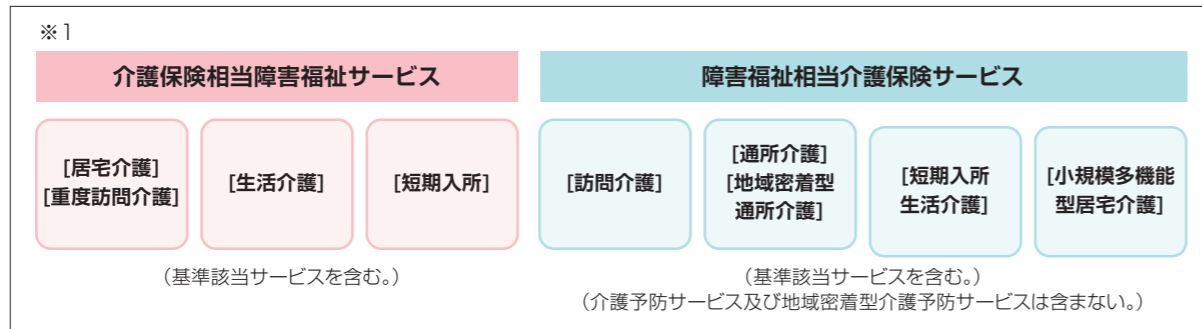 ※1
介護保険相当障害福祉サービス
障害福祉相当介護保険サービス
[居宅介護]
[重度訪問介護]
[生活介護]
[短期入所]
[訪問介護]
[通所介護]
[地域密着型
通所介護]
[短期入所
生活介護]
[小規模多機能
型居宅介護]
（基準該当サービスを含む。）
（基準該当サービスを含む。）
（介護予防サービス及び地域密着型介護予防サービスは含まない。）